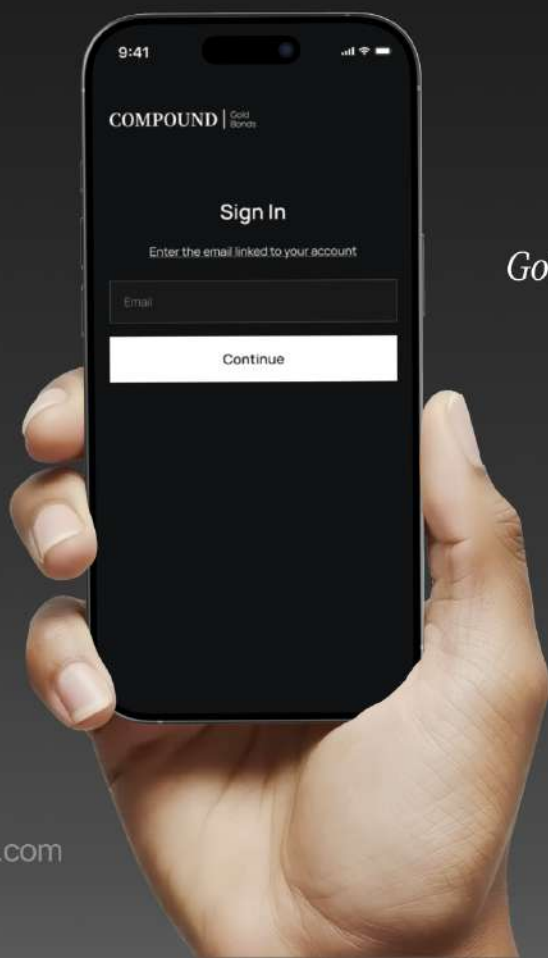 9:41
COMPOUND | Gold
Bonds
Sign In
Enter the email linked to your account
Email
Continue
Go
.com